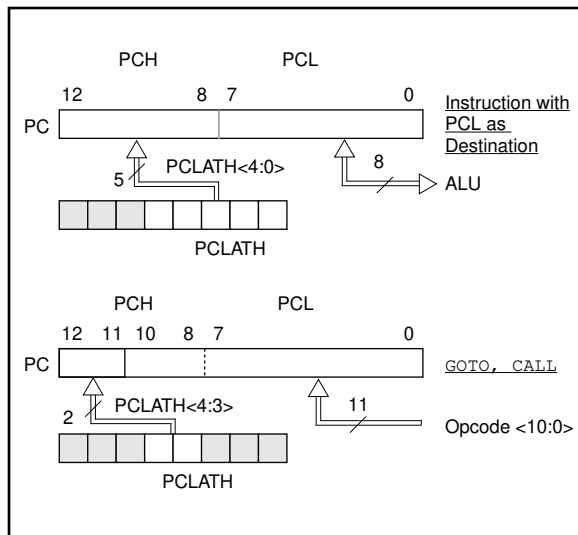 PCH PCL
12 8 7 0
PC
Instruction with
PCL as
Destination
5 PCLATH<4:0> 8
ALU
PCLATH
PCH PCL
12 11 10 8 7 0
PC
GOTO, CALL
2 PCLATH<4:3> 11
Opcode <10:0>
PCLATH